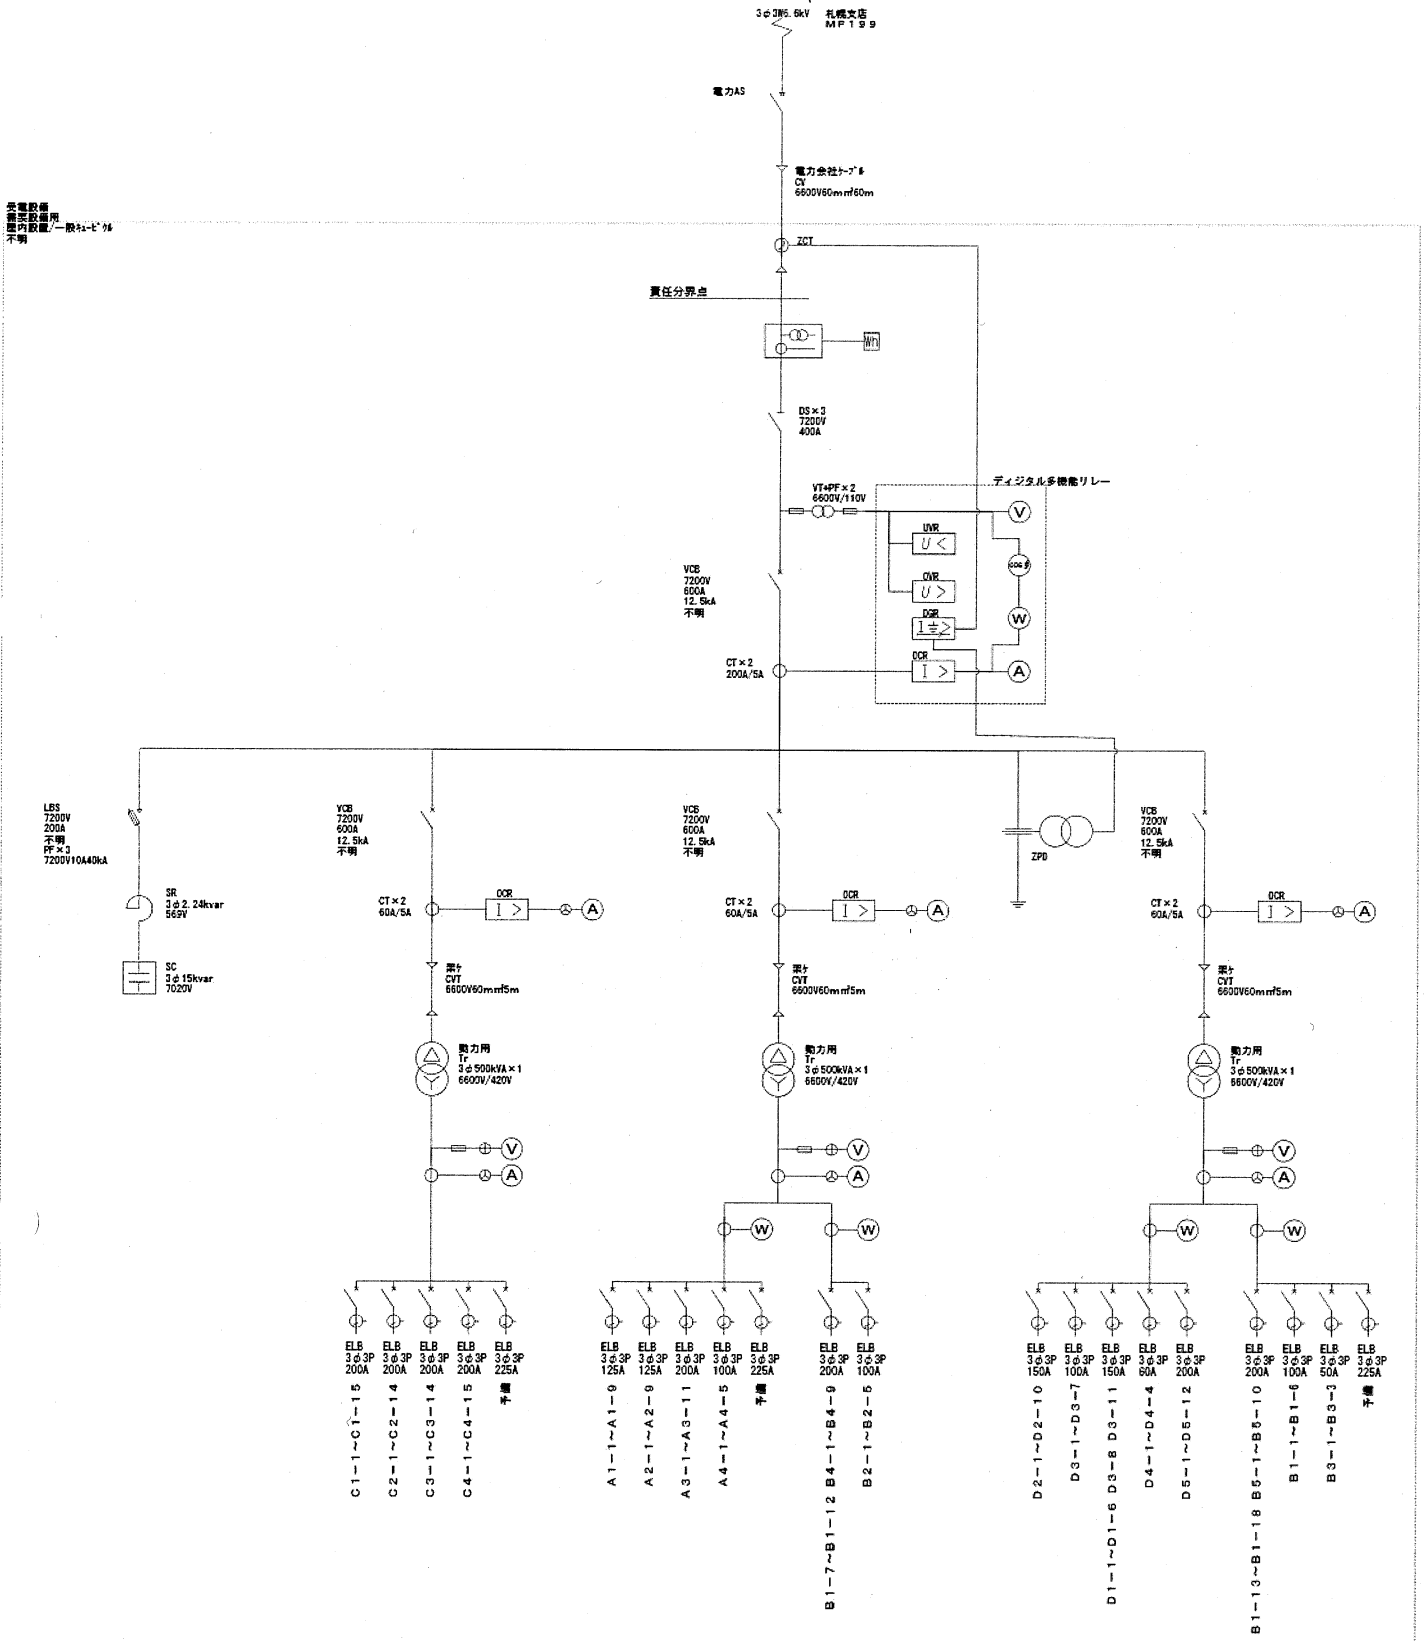 3φ3W6.6kV
札幌支店
MF199
電力AS
電力会社ｹｰﾌﾞﾙ
CV
6600V60m㎡60m
受電設備
需要設備用
屋内設置/一般ｷｭｰﾋﾞｸﾙ
不明
ZCT
責任分界点
Wh
DS×3
7200V
400A
ディジタル多機能リレー
VT+PF×2
6600V/110V
V
UVR
U<
cosφ
VCB
7200V
600A
12.5kA
不明
OVR
U>
DGR
I>
W
CT×2
200A/5A
OCR
I>
A
LBS
7200V
200A
不明
PF×3
7200V10A40kA
VCB
7200V
600A
12.5kA
不明
VCB
7200V
600A
12.5kA
不明
ZPD
VCB
7200V
600A
12.5kA
不明
SR
3φ2.24kvar
569V
CT×2
60A/5A
OCR
I>
A
CT×2
60A/5A
OCR
I>
A
CT×2
60A/5A
OCR
I>
A
SC
3φ15kvar
7020V
CVT
6600V60m㎡5m
CVT
6600V60m㎡5m
CVT
6600V60m㎡5m
動力用
Tr
3φ500kVA×1
6600V/420V
動力用
Tr
3φ500kVA×1
6600V/420V
動力用
Tr
3φ500kVA×1
6600V/420V
V
A
V
A
V
A
W
W
W
W
ELB
3φ3P
200A
C1-1~C1-15
ELB
3φ3P
200A
C2-1~C2-14
ELB
3φ3P
200A
C3-1~C3-14
ELB
3φ3P
200A
C4-1~C4-15
ELB
3φ3P
225A
予備
ELB
3φ3P
125A
A1-1~A1-9
ELB
3φ3P
125A
A2-1~A2-9
ELB
3φ3P
200A
A3-1~A3-11
ELB
3φ3P
100A
A4-1~A4-5
ELB
3φ3P
225A
予備
ELB
3φ3P
200A
B1-7~B1-12 B4-1~B4-9
ELB
3φ3P
100A
B2-1~B2-5
ELB
3φ3P
150A
D2-1~D2-10
ELB
3φ3P
100A
D3-1~D3-7
ELB
3φ3P
150A
D1-1~D1-6 D3-8 D3-11
ELB
3φ3P
60A
D4-1~D4-4
ELB
3φ3P
200A
D5-1~D5-12
ELB
3φ3P
200A
B1-13~B1-18 B5-1~B5-10
ELB
3φ3P
100A
B1-1~B1-6
ELB
3φ3P
50A
B3-1~B3-3
ELB
3φ3P
225A
予備